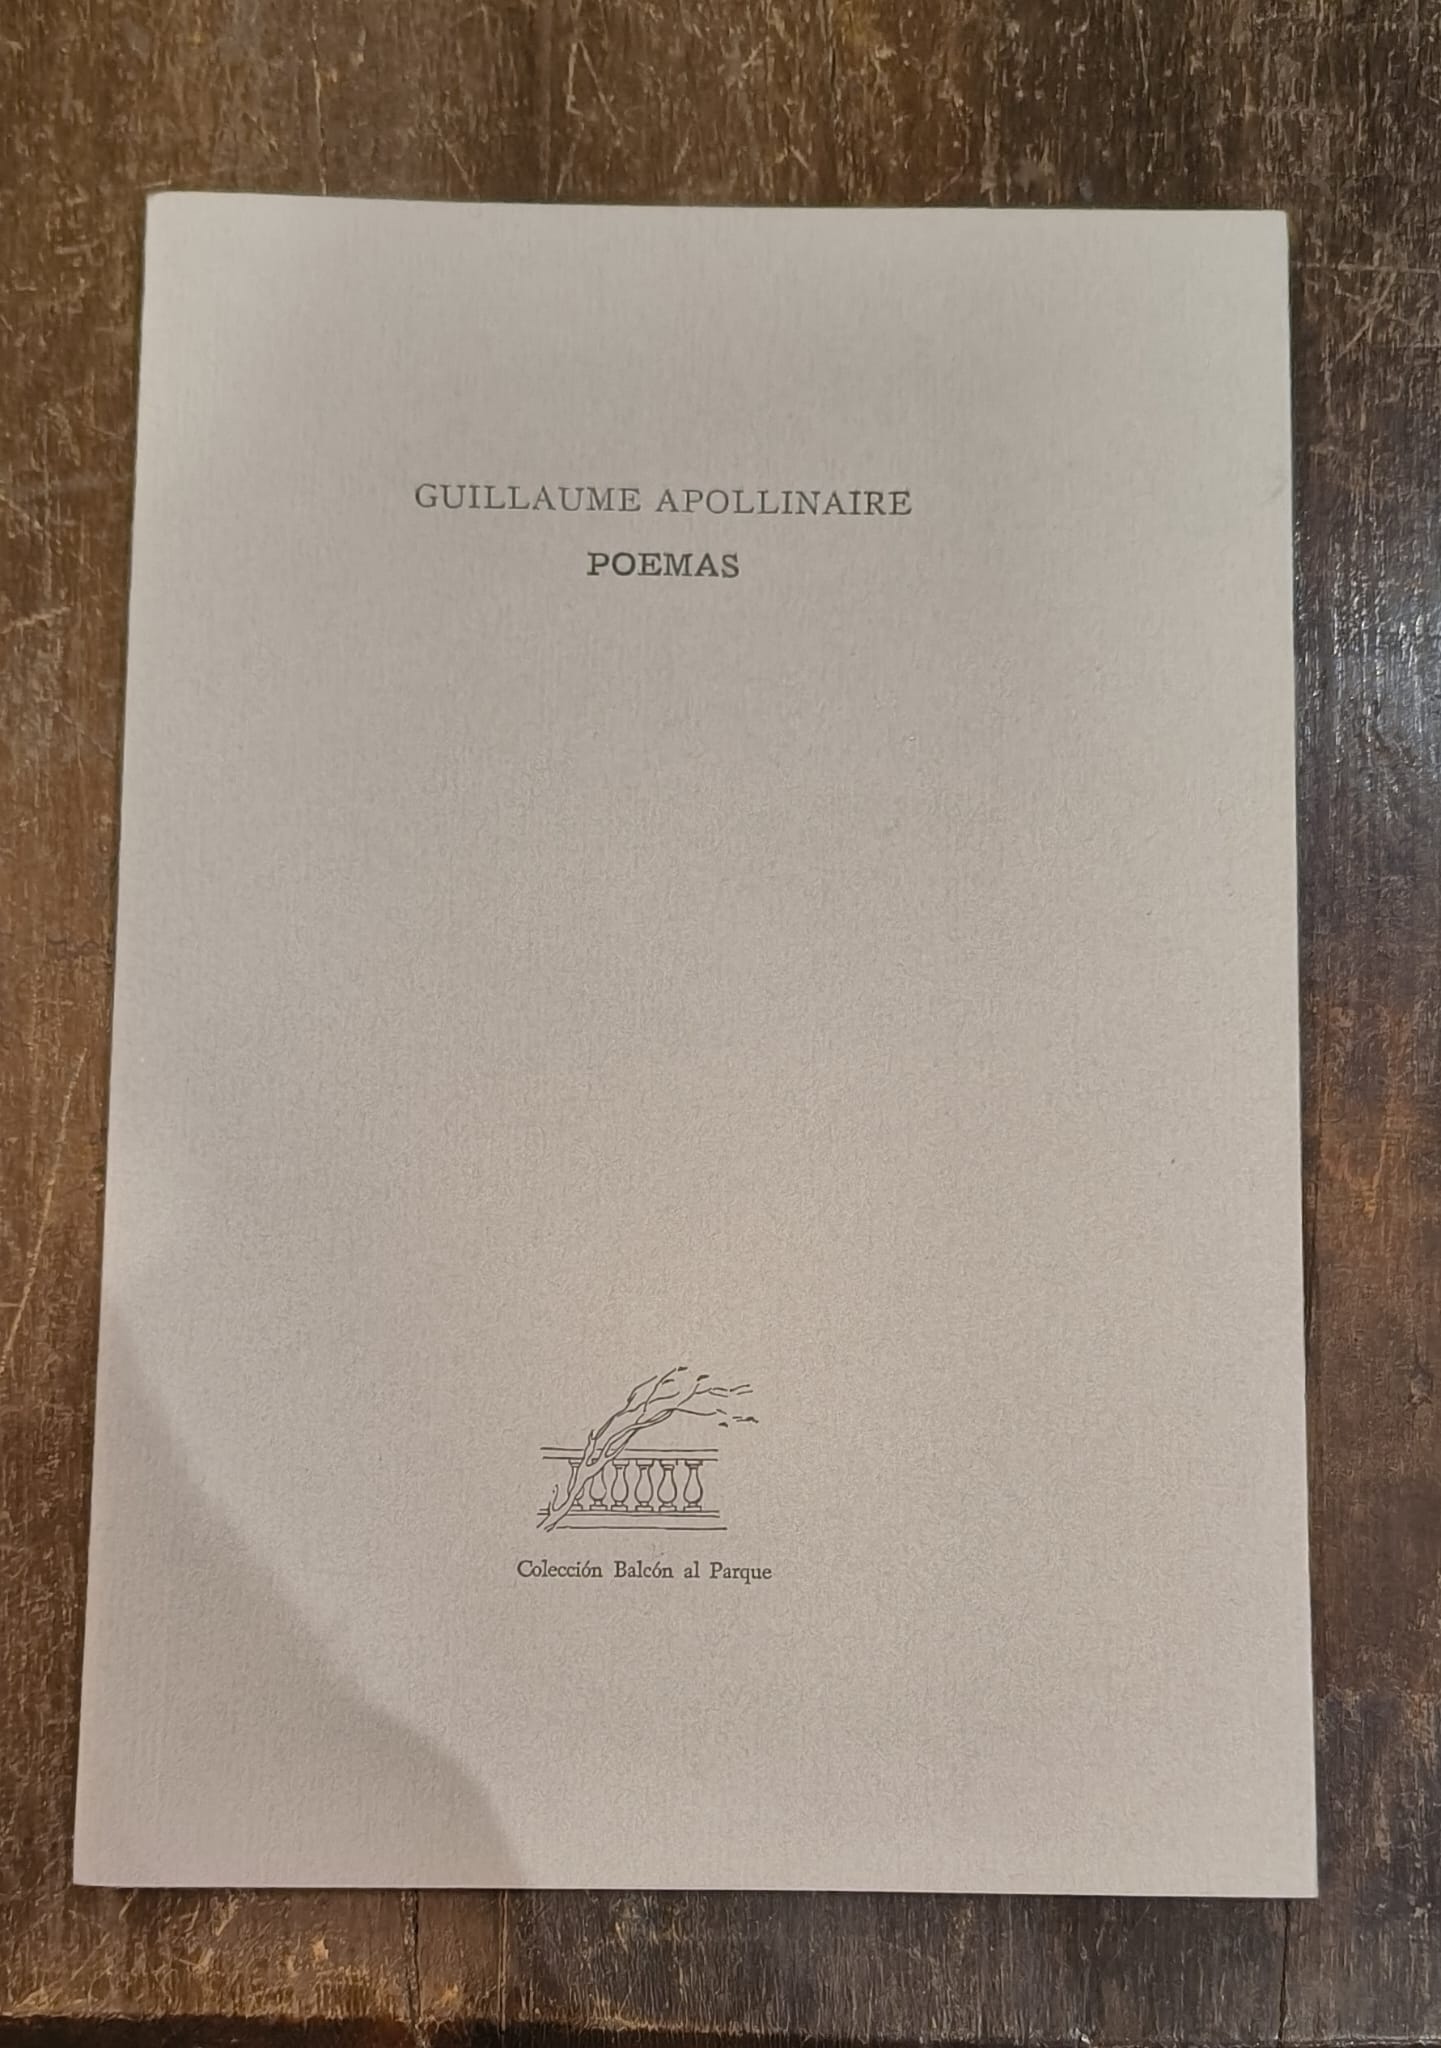 GUILLAUME APOLLINAIRE
POEMAS
Colección Balcón al Parque